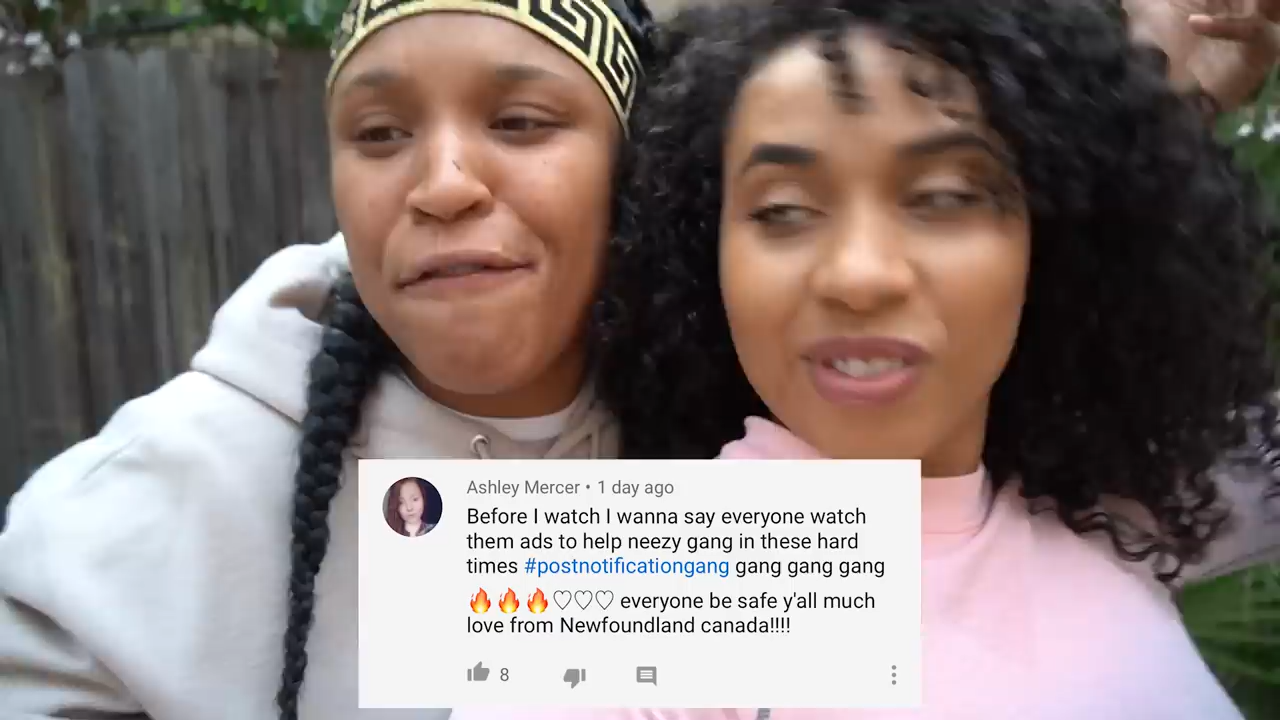 Ashley Mercer • 1 day ago
Before I watch I wanna say everyone watch
them ads to help neezy gang in these hard
times #postnotificationgang gang gang gang
🔥🔥🔥♡♡♡ everyone be safe y'all much
love from Newfoundland canada!!!!
8